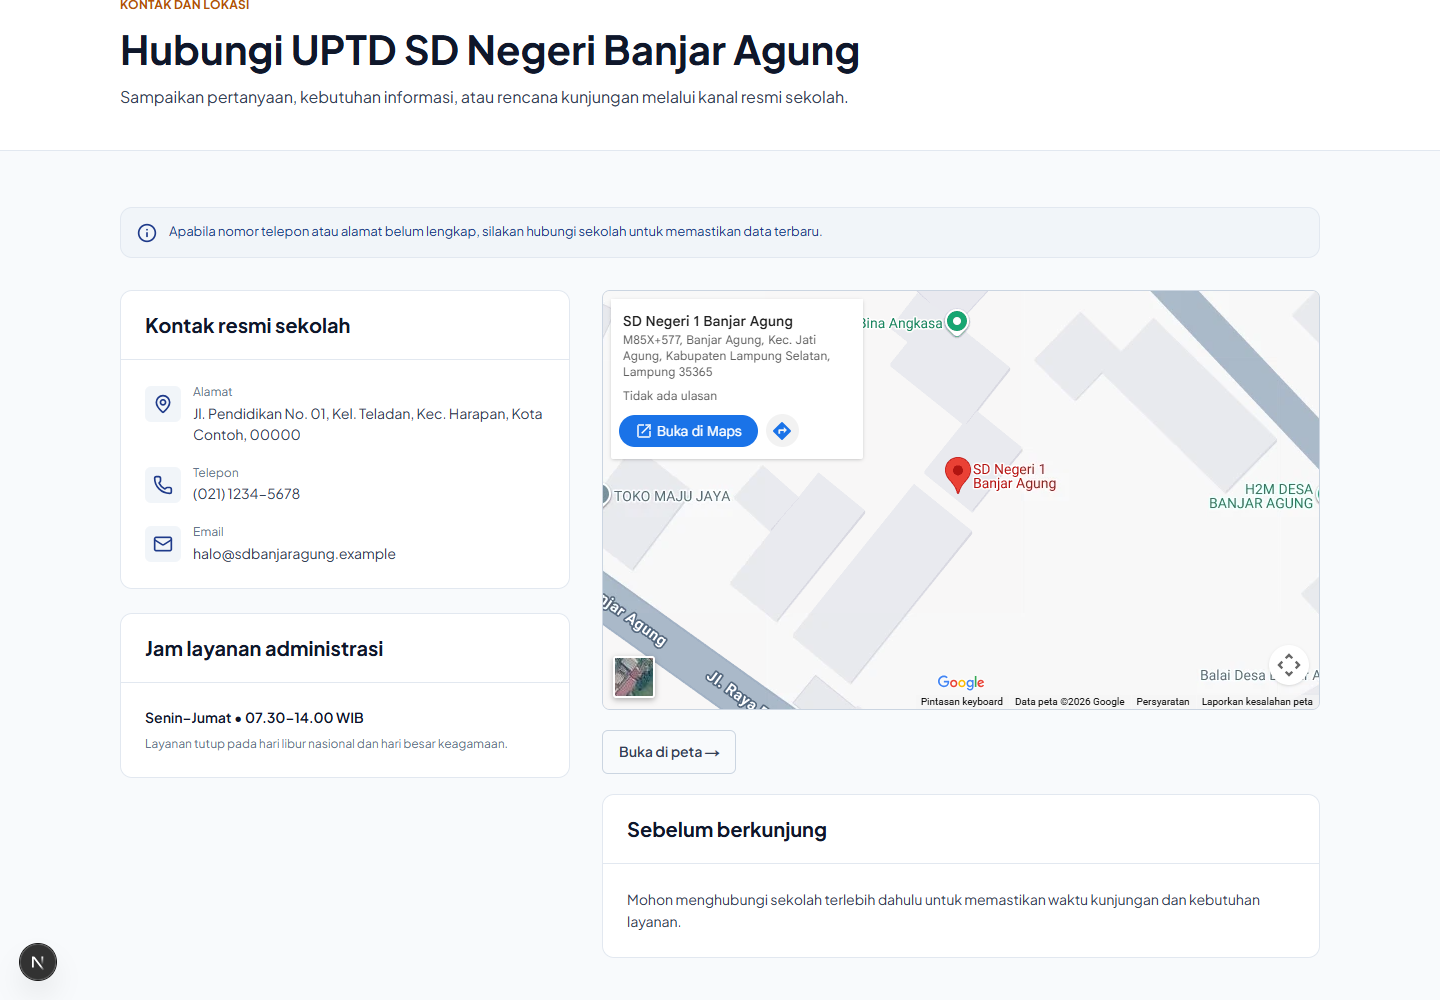 KONTAK DAN LOKASI
Hubungi UPTD SD Negeri Banjar Agung
Sampaikan pertanyaan, kebutuhan informasi, atau rencana kunjungan melalui kanal resmi sekolah.
Apabila nomor telepon atau alamat belum lengkap, silakan hubungi sekolah untuk memastikan data terbaru.
Kontak resmi sekolah
Alamat
Jl. Pendidikan No. 01, Kel. Teladan, Kec. Harapan, Kota
Contoh, 00000
Telepon
(021) 1234-5678
Email
halo@sdbanjaragung.example
Jam layanan administrasi
Senin–Jumat • 07.30–14.00 WIB
Layanan tutup pada hari libur nasional dan hari besar keagamaan.
SD Negeri 1 Banjar Agung
M85X+577, Banjar Agung, Kec. Jati
Agung, Kabupaten Lampung Selatan,
Lampung 35365
Tidak ada ulasan
Buka di Maps
Bina Angkasa
SD Negeri 1
Banjar Agung
TOKO MAJU JAYA
H2M DESA
BANJAR AGUNG
njar Agung
Jl. Raya
Balai Desa
Google
Pintasan keyboard
Data peta ©2026 Google
Persyaratan
Laporkan kesalahan peta
Buka di peta →
Sebelum berkunjung
Mohon menghubungi sekolah terlebih dahulu untuk memastikan waktu kunjungan dan kebutuhan
layanan.
N